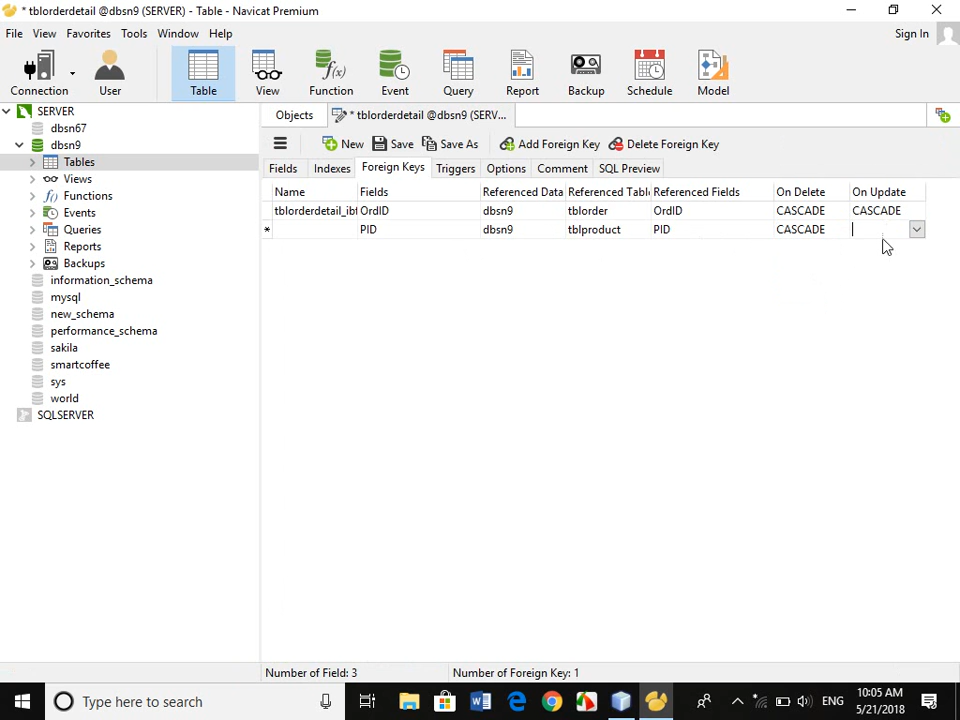 * tblorderdetail @dbsn9 (SERVER) - Table - Navicat Premium
File View Favorites Tools Window Help Sign In
Connection User Table View Function Event Query Report Backup Schedule Model
SERVER
dbsn67
dbsn9
Tables
Views
Functions
Events
Queries
Reports
Backups
information_schema
mysql
new_schema
performance_schema
sakila
smartcoffee
sys
world
SQLSERVER
Objects * tblorderdetail @dbsn9 (SERV...
New Save Save As Add Foreign Key Delete Foreign Key
Fields Indexes Foreign Keys Triggers Options Comment SQL Preview
Name Fields Referenced Data Referenced Table Referenced Fields On Delete On Update
tblorderdetail_ib OrdID dbsn9 tblorder OrdID CASCADE CASCADE
* PID dbsn9 tblproduct PID CASCADE
Number of Field: 3 Number of Foreign Key: 1
Type here to search
ENG
10:05 AM
5/21/2018